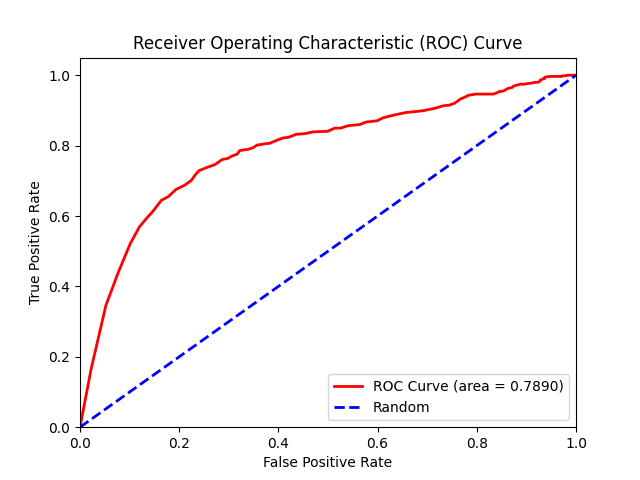 Receiver Operating Characteristic (ROC) Curve
1.0
0.8
0.6
0.4
0.2
0.0
True Positive Rate
ROC Curve (area = 0.7890)
Random
0.0 0.2 0.4 0.6 0.8 1.0
False Positive Rate